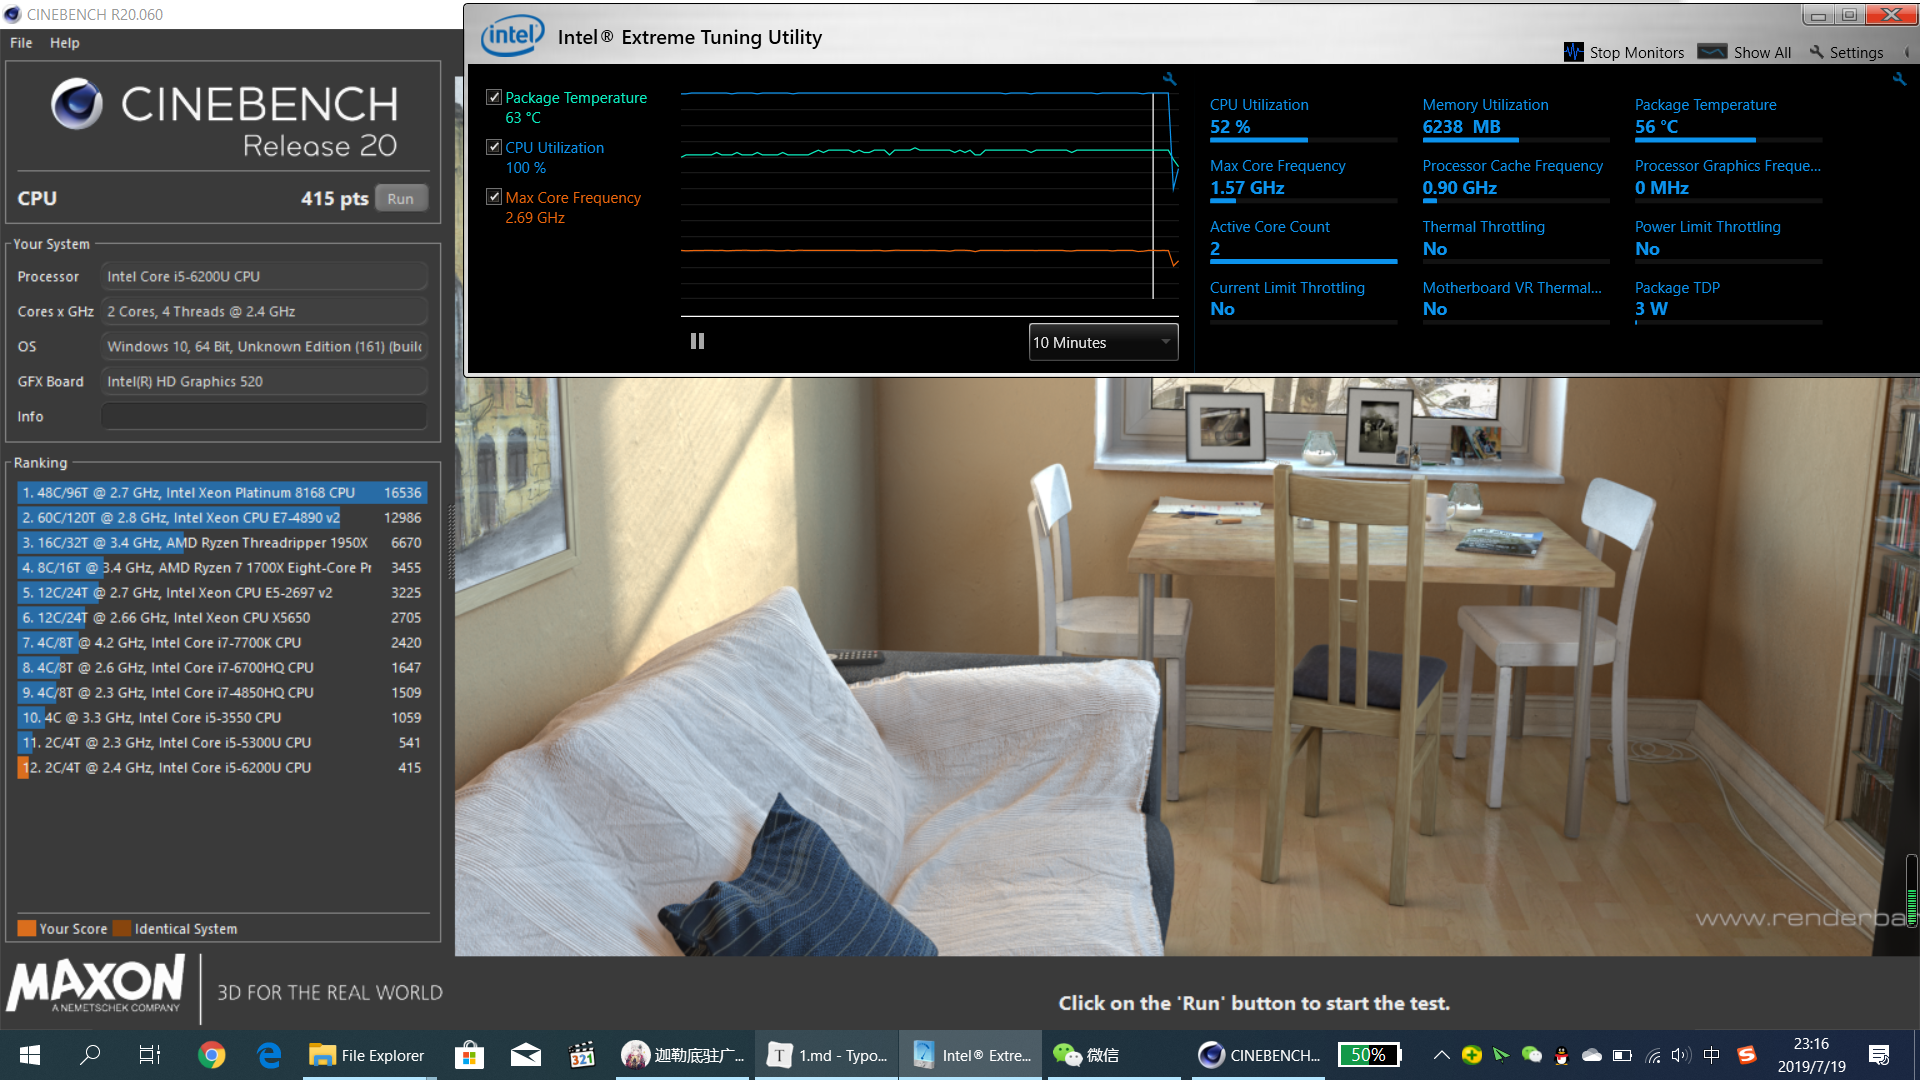 CINEBENCH R20.060
File Help
CINEBENCH
Release 20
CPU 415 pts Run
Your System
Processor Intel Core i5-6200U CPU
Cores x GHz 2 Cores, 4 Threads @ 2.4 GHz
OS Windows 10, 64 Bit, Unknown Edition (161) (build
GFX Board Intel(R) HD Graphics 520
Info
Ranking
1. 48C/96T @ 2.7 GHz, Intel Xeon Platinum 8168 CPU 16536
2. 60C/120T @ 2.8 GHz, Intel Xeon CPU E7-4890 v2 12986
3. 16C/32T @ 3.4 GHz, AMD Ryzen Threadripper 1950X 6670
4. 8C/16T @ 3.4 GHz, AMD Ryzen 7 1700X Eight-Core Pr 3455
5. 12C/24T @ 2.7 GHz, Intel Xeon CPU E5-2697 v2 3225
6. 12C/24T @ 2.66 GHz, Intel Xeon CPU X5650 2705
7. 4C/8T @ 4.2 GHz, Intel Core i7-7700K CPU 2420
8. 4C/8T @ 2.6 GHz, Intel Core i7-6700HQ CPU 1647
9. 4C/8T @ 2.3 GHz, Intel Core i7-4850HQ CPU 1509
10. 4C @ 3.3 GHz, Intel Core i5-3550 CPU 1059
11. 2C/4T @ 2.3 GHz, Intel Core i5-5300U CPU 541
12. 2C/4T @ 2.4 GHz, Intel Core i5-6200U CPU 415
Your Score Identical System
MAXON
A NEMETSCHEK COMPANY
3D FOR THE REAL WORLD
intel Intel® Extreme Tuning Utility
Stop Monitors Show All Settings
Package Temperature
63 °C
CPU Utilization
100 %
Max Core Frequency
2.69 GHz
10 Minutes
CPU Utilization Memory Utilization Package Temperature
52 % 6238 MB 56 °C
Max Core Frequency Processor Cache Frequency Processor Graphics Freque...
1.57 GHz 0.90 GHz 0 MHz
Active Core Count Thermal Throttling Power Limit Throttling
2 No No
Current Limit Throttling Motherboard VR Thermal... Package TDP
No No 3 W
www.renderba
Click on the 'Run' button to start the test.
File Explorer
321
迦勒底驻广...
T 1.md - Typo...
Intel® Extre...
微信
CINEBENCH...
50%
中
S
23:16
2019/7/19